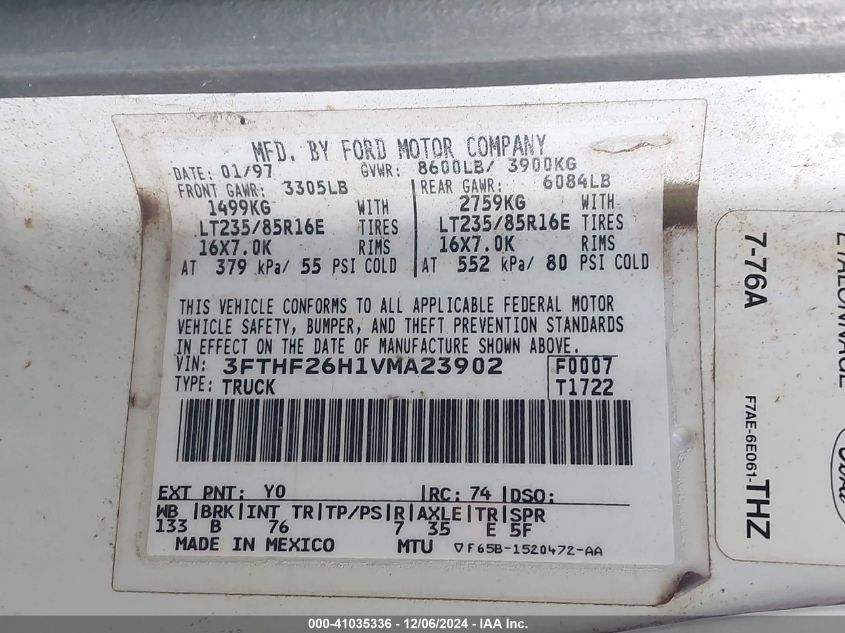 MFD. BY FORD MOTOR COMPANY
DATE: 01/97 GVWR: 8600LB/ 3900KG
FRONT GAWR: 3305LB REAR GAWR: 6084LB
1499KG WITH 2759KG WITH
LT235/85R16E TIRES LT235/85R16E TIRES
16X7.0K RIMS 16X7.0K RIMS
AT 379 kPa/ 55 PSI COLD AT 552 kPa/ 80 PSI COLD
THIS VEHICLE CONFORMS TO ALL APPLICABLE FEDERAL MOTOR
VEHICLE SAFETY, BUMPER, AND THEFT PREVENTION STANDARDS
IN EFFECT ON THE DATE OF MANUFACTURE SHOWN ABOVE.
VIN: 3FTHF26H1VMA23902 F0007
TYPE: TRUCK T1722
EXT PNT: YO |RC: 74 |DSO:
WB |BRK|INT TR|TP/PS|R|AXLE|TR|SPR
133 B 76 7 35 E 5F
MADE IN MEXICO MTU ▽F65B-1520472-AA
ETALONNAGE
7-76A
F7AE-6E061-THZ
Ford
000-41035336 - 12/06/2024 - IAA Inc.